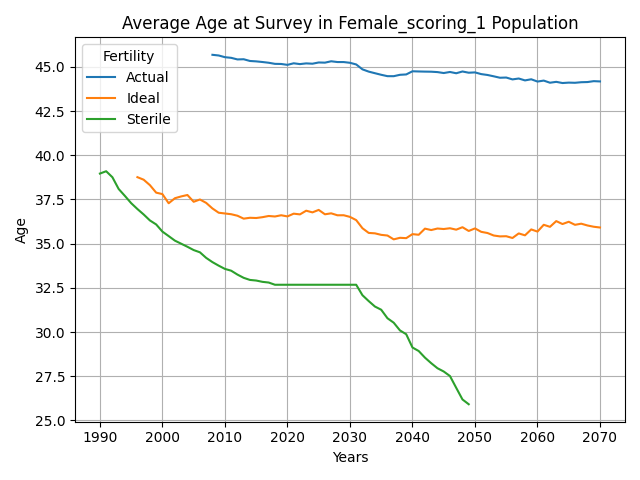 Average Age at Survey in Female_scoring_1 Population
Fertility
Actual
Ideal
Sterile
45.0
42.5
40.0
37.5
35.0
32.5
30.0
27.5
25.0
Age
1990 2000 2010 2020 2030 2040 2050 2060 2070
Years